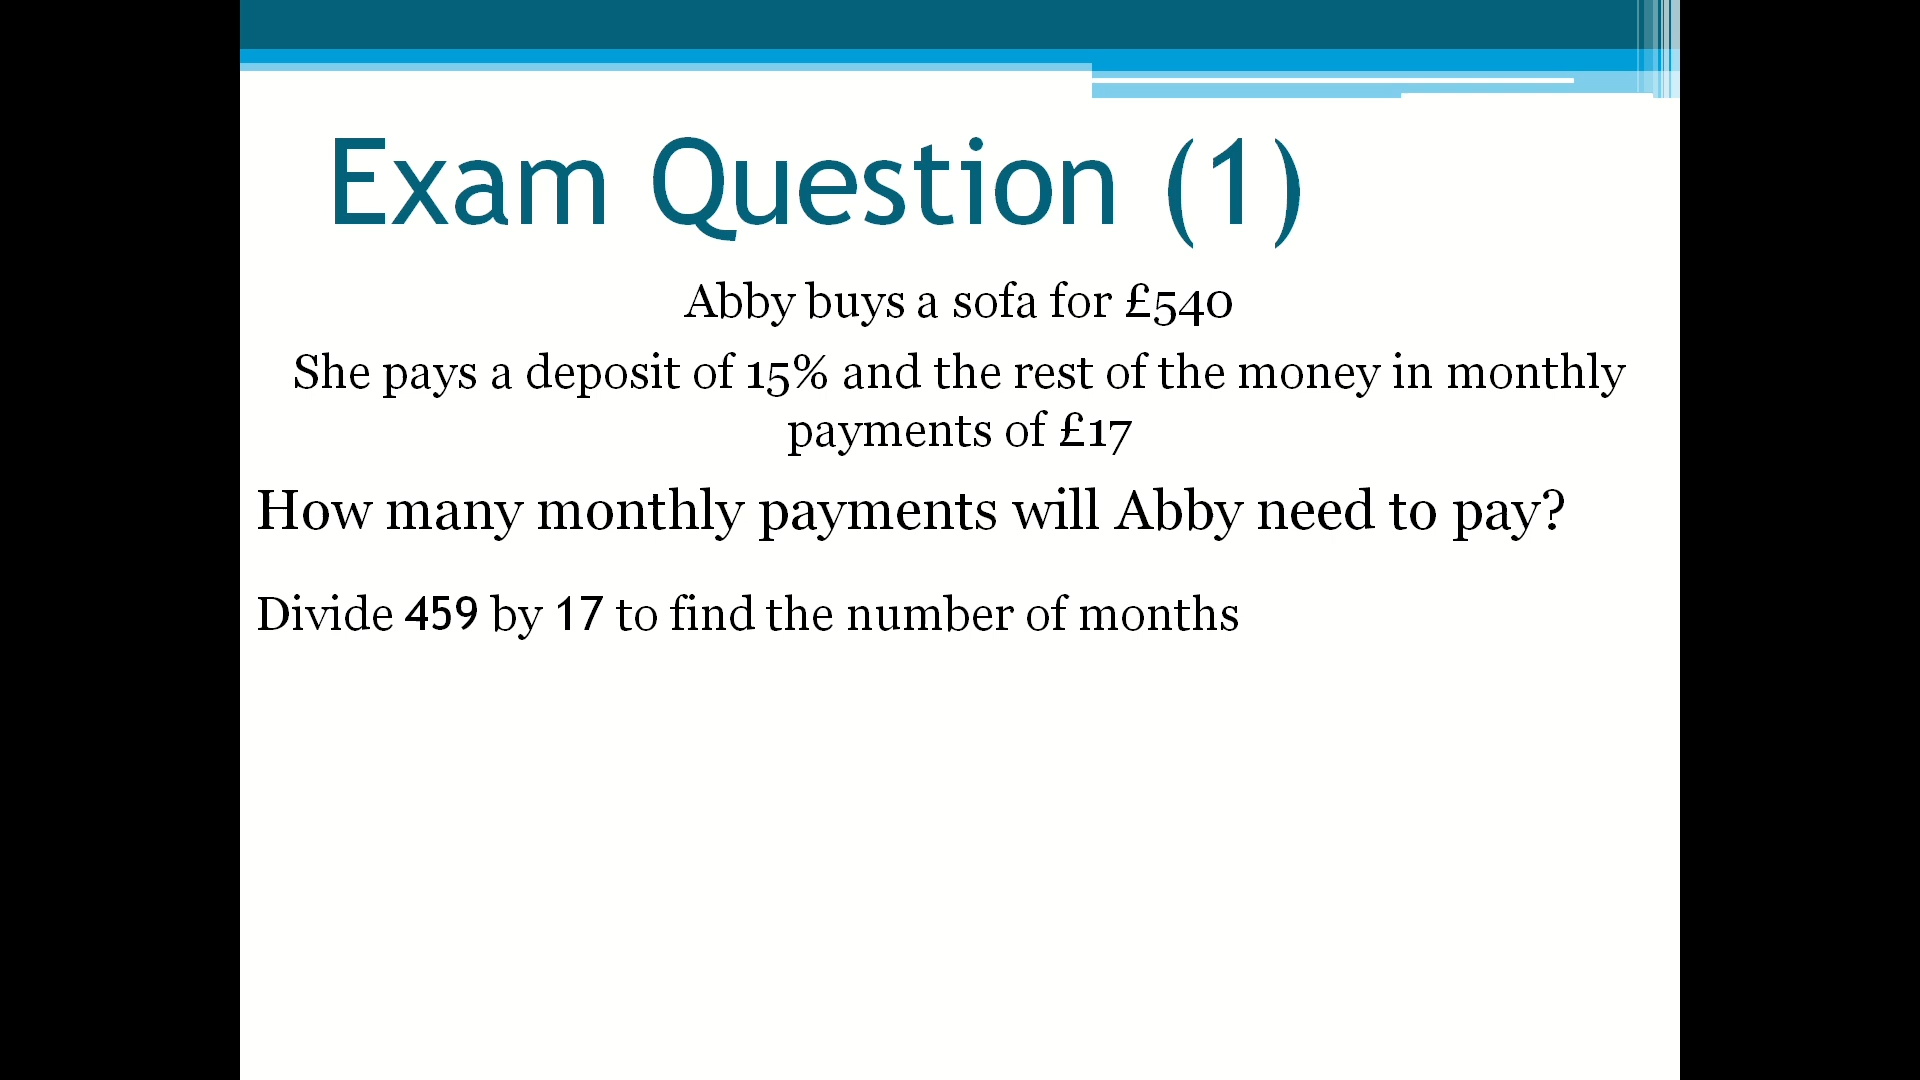 Exam Question (1)
Abby buys a sofa for £540
She pays a deposit of 15% and the rest of the money in monthly
payments of £17
How many monthly payments will Abby need to pay?
Divide 459 by 17 to find the number of months